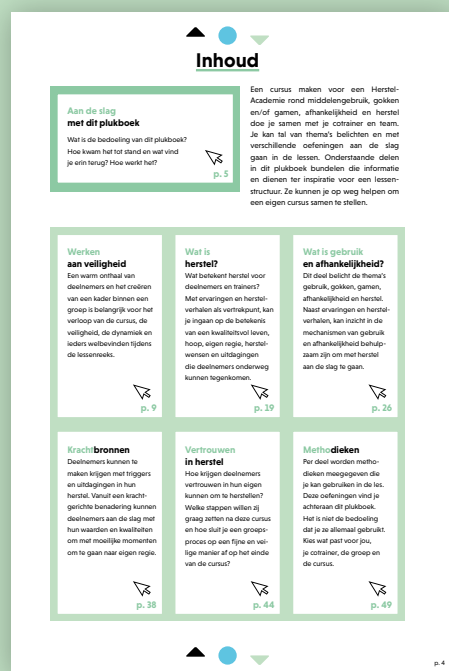 Inhoud
Aan de slag
met dit plukboek
Wat is de bedoeling van dit plukboek?
Hoe kwam het tot stand en wat vind
je erin terug? Hoe werkt het?
p. 5
Een cursus maken voor een Herstel-
Academie rond middelengebruik, gokken
en/of gamen, afhankelijkheid en herstel
doe je samen met je cotrainer en team.
Je kan tal van thema's belichten en met
verschillende oefeningen aan de slag
gaan in de lessen. Onderstaande delen
in dit plukboek bundelen die informatie
en dienen ter inspiratie voor een lessen-
structuur. Ze kunnen je op weg helpen om
een eigen cursus samen te stellen.
Werken
aan veiligheid
Een warm onthaal van
deelnemers en het creëren
van een kader binnen een
groep is belangrijk voor het
verloop van de cursus, de
veiligheid, de dynamiek en
ieders welbevinden tijdens
de lessenreeks.
p. 9
Wat is
herstel?
Wat betekent herstel voor
deelnemers en trainers?
Met ervaringen en herstel-
verhalen als vertrekpunt, kan
je ingaan op de betekenis
van een kwaliteitsvol leven,
hoop, eigen regie, herstel-
wensen en uitdagingen
die deelnemers onderweg
kunnen tegenkomen.
p. 19
Wat is gebruik
en afhankelijkheid?
Dit deel belicht de thema's
gebruik, gokken, gamen,
afhankelijkheid en herstel.
Naast ervaringen en herstel-
verhalen, kan inzicht in de
mechanismen van gebruik
en afhankelijkheid behulp-
zaam zijn om met herstel
aan de slag te gaan.
p. 26
Krachtbronnen
Deelnemers kunnen te
maken krijgen met triggers
en uitdagingen in hun
herstel. Vanuit een kracht-
gerichte benadering kunnen
deelnemers aan de slag met
hun waarden en kwaliteiten
om met moeilijke momenten
om te gaan naar eigen regie.
p. 38
Vertrouwen
in herstel
Hoe krijgen deelnemers
vertrouwen in hun eigen
kunnen om te herstellen?
Welke stappen willen zij
graag zetten na deze cursus
en hoe sluit je een groeps-
proces op een fijne en vei-
lige manier af op het einde
van de cursus?
p. 44
Methodieken
Per deel worden metho-
dieken meegegeven die
je kan gebruiken in de les.
Deze oefeningen vind je
achteraan dit plukboek.
Het is niet de bedoeling
dat je ze allemaal gebruikt.
Kies wat past voor jou,
je cotrainer, de groep en
de cursus.
p. 49
p. 4